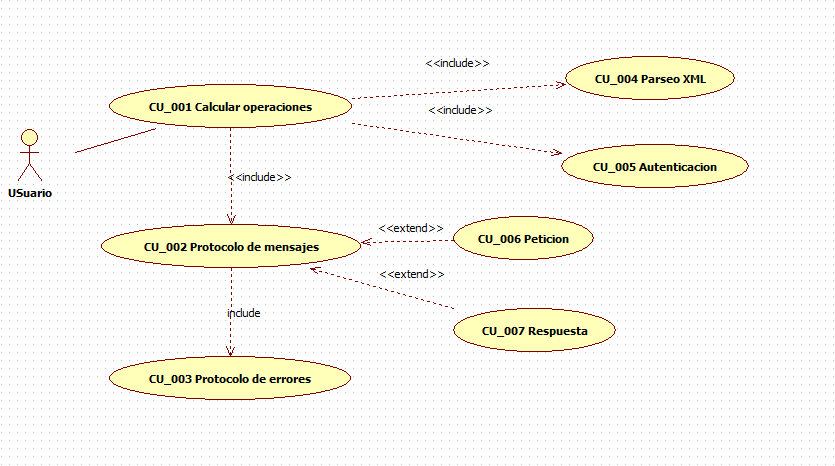 <<include>>
CU_004 Parseo XML
CU_001 Calcular operaciones
<<include>>
CU_005 Autenticacion
USuario
<<include>>
<<extend>>
CU_006 Peticion
CU_002 Protocolo de mensajes
<<extend>>
include
CU_007 Respuesta
CU_003 Protocolo de errores